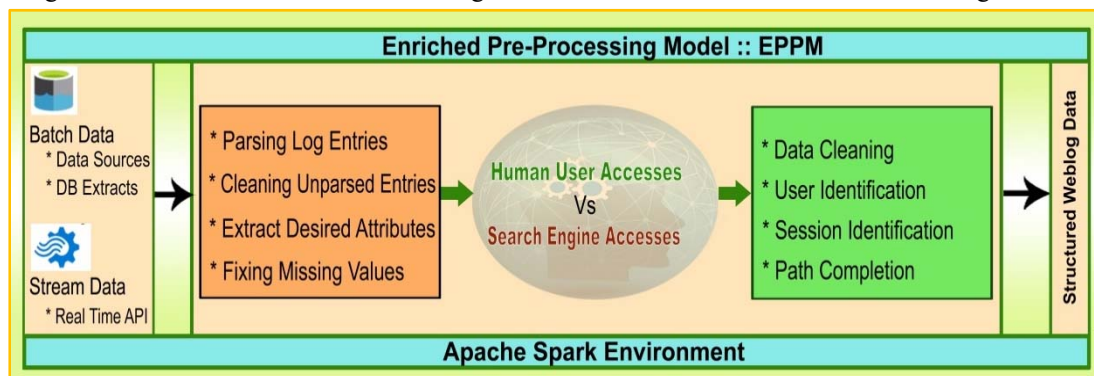 Enriched Pre-Processing Model :: EPPM
Batch Data
* Data Sources
* DB Extracts
Stream Data
* Real Time API
* Parsing Log Entries
* Cleaning Unparsed Entries
* Extract Desired Attributes
* Fixing Missing Values
Human User Accesses
Vs
Search Engine Accesses
* Data Cleaning
* User Identification
* Session Identification
* Path Completion
Structured Weblog Data
Apache Spark Environment